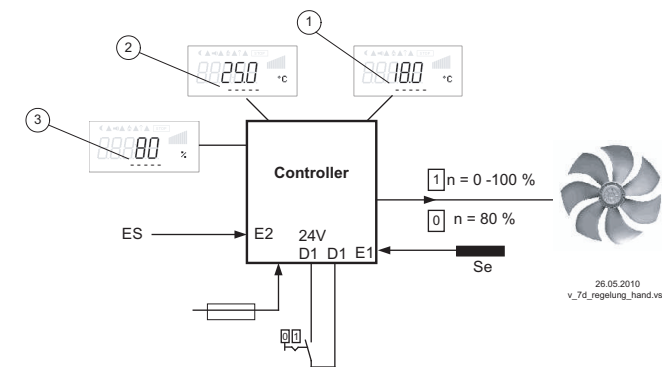 1
2
25.0 °C
18.0 °C
3
80 %
Controller
1 n = 0 -100 %
0 n = 80 %
ES
E2
24V
D1 D1 E1
Se
0 1
26.05.2010
v_7d_regelung_hand.vs